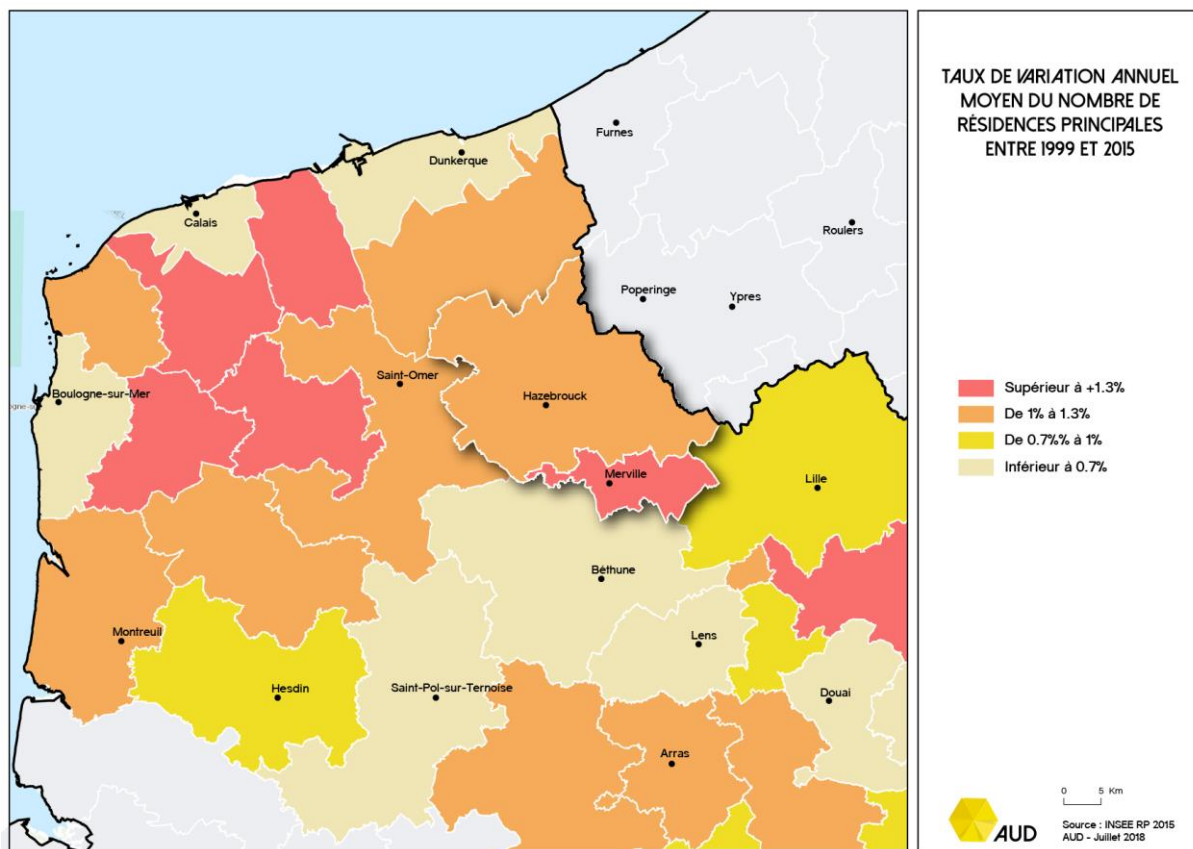 TAUX DE VARIATION ANNUEL
MOYEN DU NOMBRE DE
RÉSIDENCES PRINCIPALES
ENTRE 1999 ET 2015
Furnes
Dunkerque
Calais
Roulers
Poperinge
Ypres
Saint-Omer
Boulogne-sur-Mer
Hazebrouck
Merville
Lille
Béthune
Montreuil
Lens
Hesdin
Saint-Pol-sur-Ternoise
Douai
Arras
Supérieur à +1.3%
De 1% à 1.3%
De 0.7%% à 1%
Inférieur à 0.7%
0 5 Km
AUD
Source : INSEE RP 2015
AUD - Juillet 2018